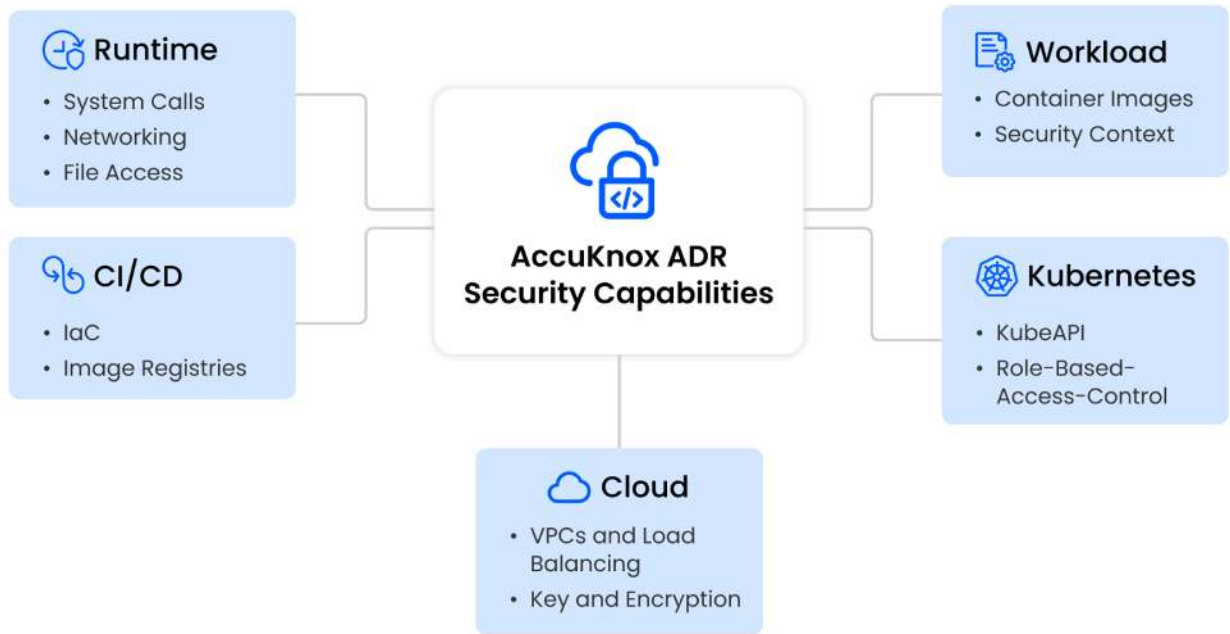 Runtime
• System Calls
• Networking
• File Access
CI/CD
• IaC
• Image Registries
</>
AccuKnox ADR
Security Capabilities
Workload
• Container Images
• Security Context
Kubernetes
• KubeAPI
• Role-Based-
Access-Control
Cloud
• VPCs and Load
Balancing
• Key and Encryption